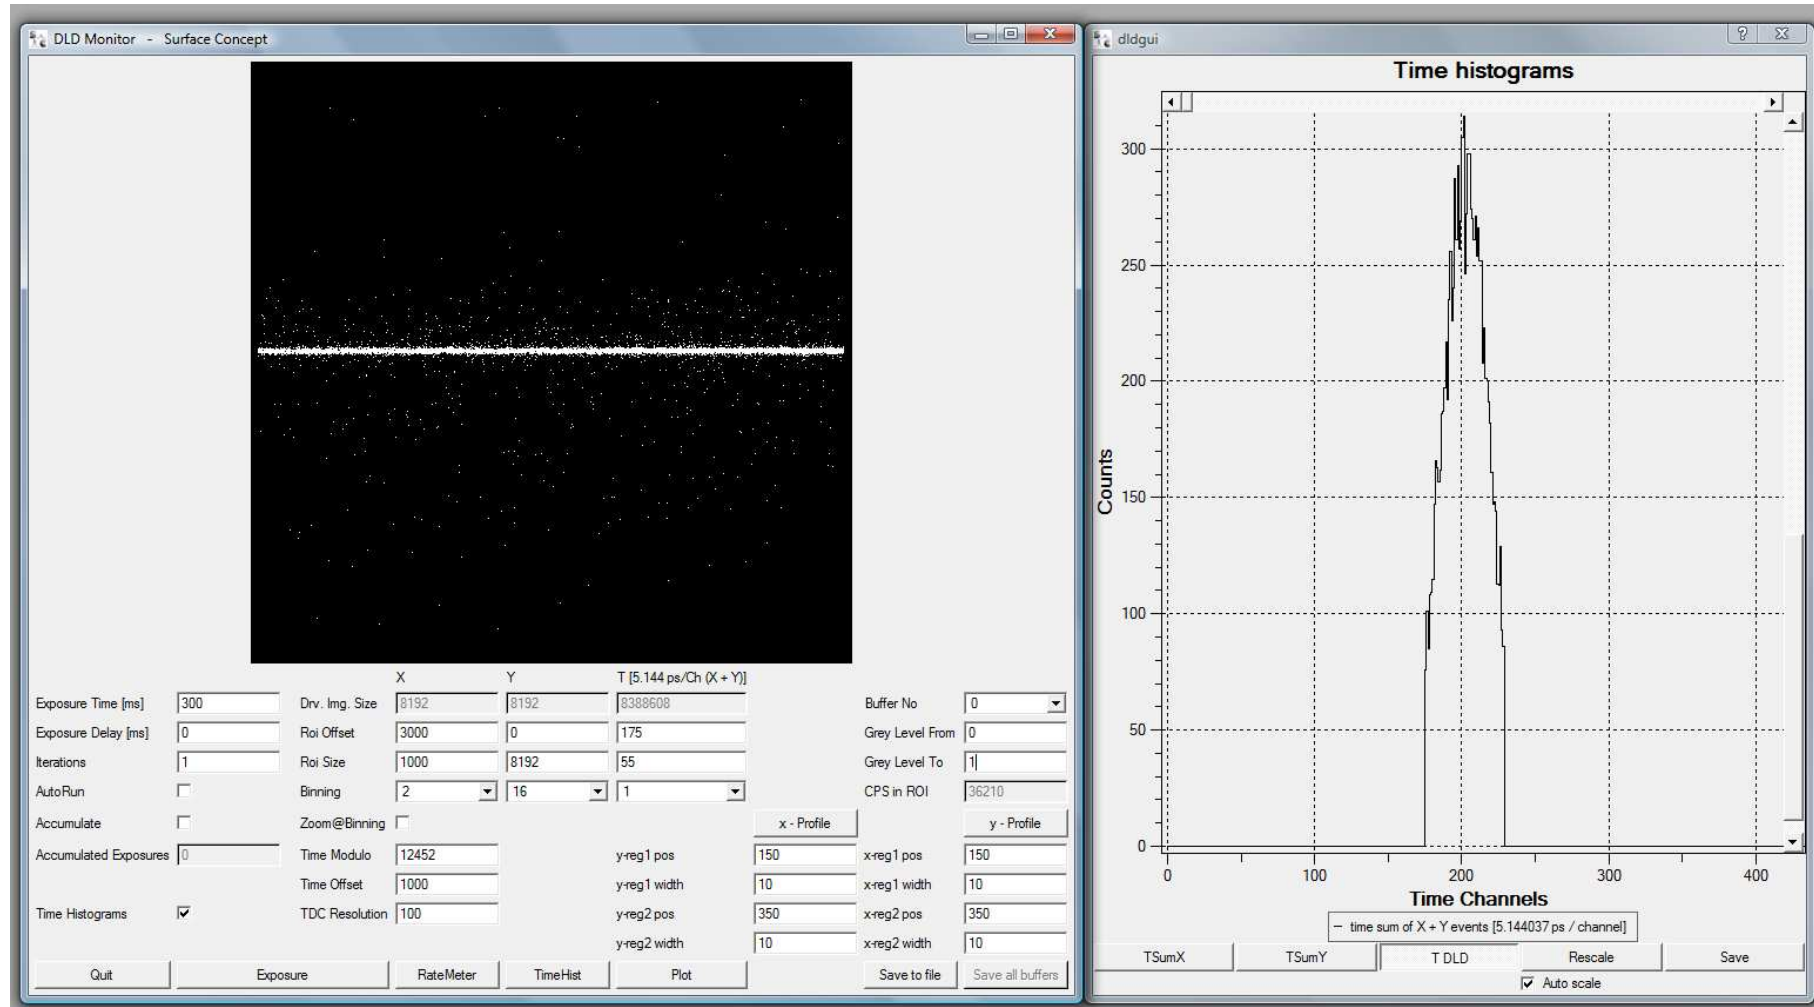 DLD Monitor - Surface Concept
X Y T [5.144 ps/Ch (X + Y)]
Exposure Time [ms] 300 Drv. Img. Size 8192 8192 8388608 Buffer No 0
Exposure Delay [ms] 0 Roi Offset 3000 0 175 Grey Level From 0
Iterations 1 Roi Size 1000 8192 55 Grey Level To 1
AutoRun Binning 2 16 1 CPS in ROI 36210
Accumulate Zoom@Binning x - Profile y - Profile
Accumulated Exposures 0 Time Modulo 12452 y-reg1 pos 150 x-reg1 pos 150
Time Offset 1000 y-reg1 width 10 x-reg1 width 10
Time Histograms TDC Resolution 100 y-reg2 pos 350 x-reg2 pos 350
y-reg2 width 10 x-reg2 width 10
Quit Exposure RateMeter TimeHist Plot Save to file Save all buffers
dldgui
Time histograms
300
250
200
150
100
50
0
Counts
0 100 200 300 400
Time Channels
time sum of X + Y events [5.144037 ps / channel]
TSumX TSumY T DLD Rescale Save
Auto scale